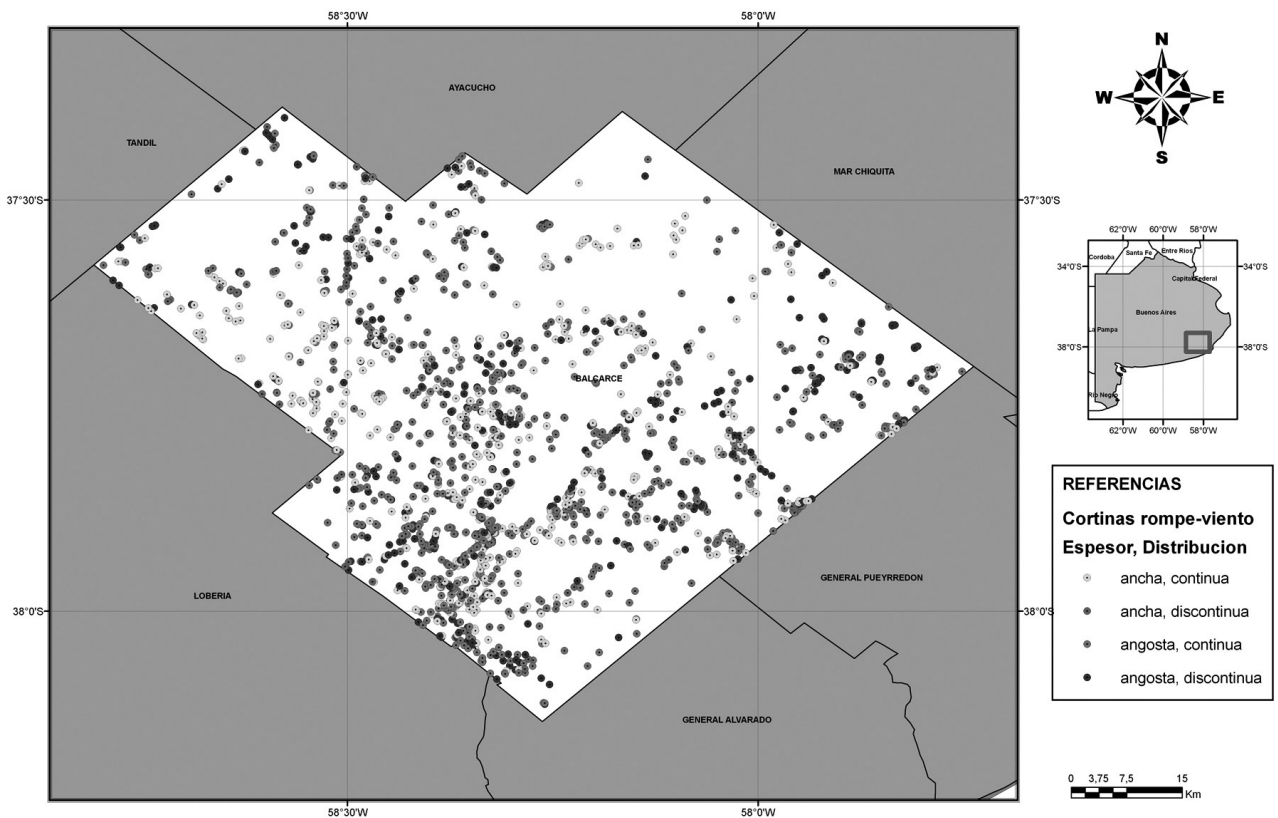 58°30'W
58°0'W
AYACUCHO
TANDIL
MAR CHIQUITA
37°30'S
37°30'S
BALCARCE
LOBERIA
GENERAL PUEYRREDON
38°0'S
38°0'S
GENERAL ALVARADO
58°30'W
58°0'W
N
W
E
S
62°0'W
60°0'W
58°0'W
Cordoba
Santa Fe
Entre Rios
34°0'S
34°0'S
Capital Federal
Buenos Aires
La Pampa
38°0'S
38°0'S
Rio Negro
62°0'W
60°0'W
58°0'W
REFERENCIAS
Cortinas rompe-viento
Espesor, Distribucion
ancha, continua
ancha, discontinua
angosta, continua
angosta, discontinua
0
3,75
7,5
15
Km